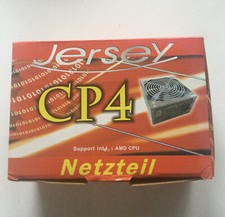 Jersey
CP4
Support intel, AMD CPU
Netzteil